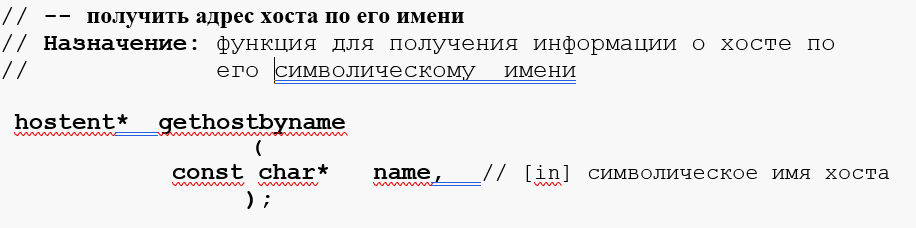 // -- получить адрес хоста по его имени
// Назначение: функция для получения информации о хосте по
// его символическому имени
hostent* gethostbyname
(
const char* name, // [in] символическое имя хоста
);